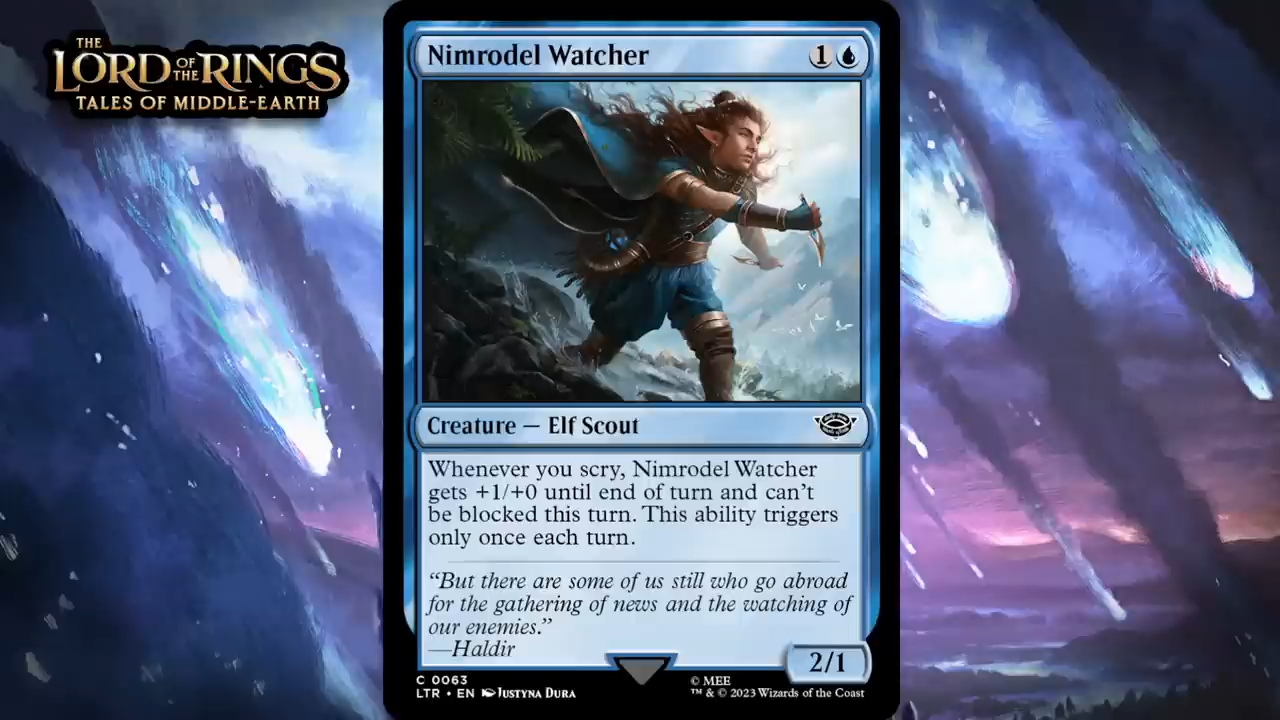 THE
LORD OF THE RINGS
TALES OF MIDDLE-EARTH
Nimrodel Watcher 1
Creature — Elf Scout
Whenever you scry, Nimrodel Watcher
gets +1/+0 until end of turn and can't
be blocked this turn. This ability triggers
only once each turn.
“But there are some of us still who go abroad
for the gathering of news and the watching of
our enemies.”
—Haldir
2/1
C 0063
LTR • EN Justyna Dura
© MEE
™ & © 2023 Wizards of the Coast